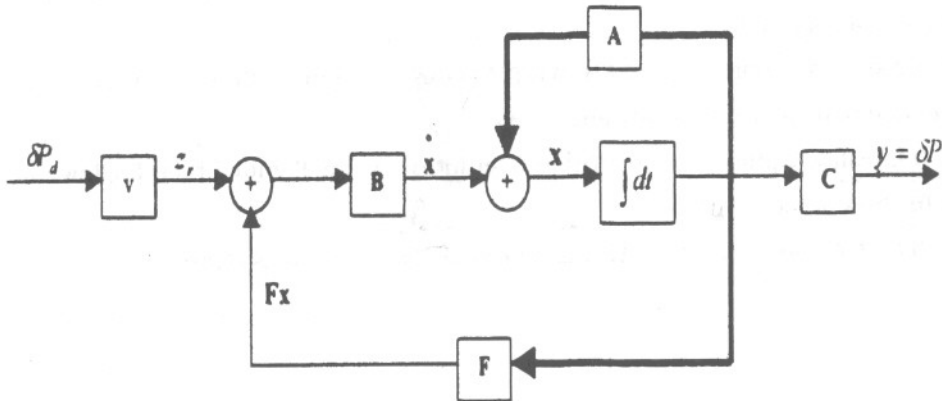 A
δP_d
v
z_r
+
B
ẋ
+
x
∫dt
C
y = δP
Fx
F